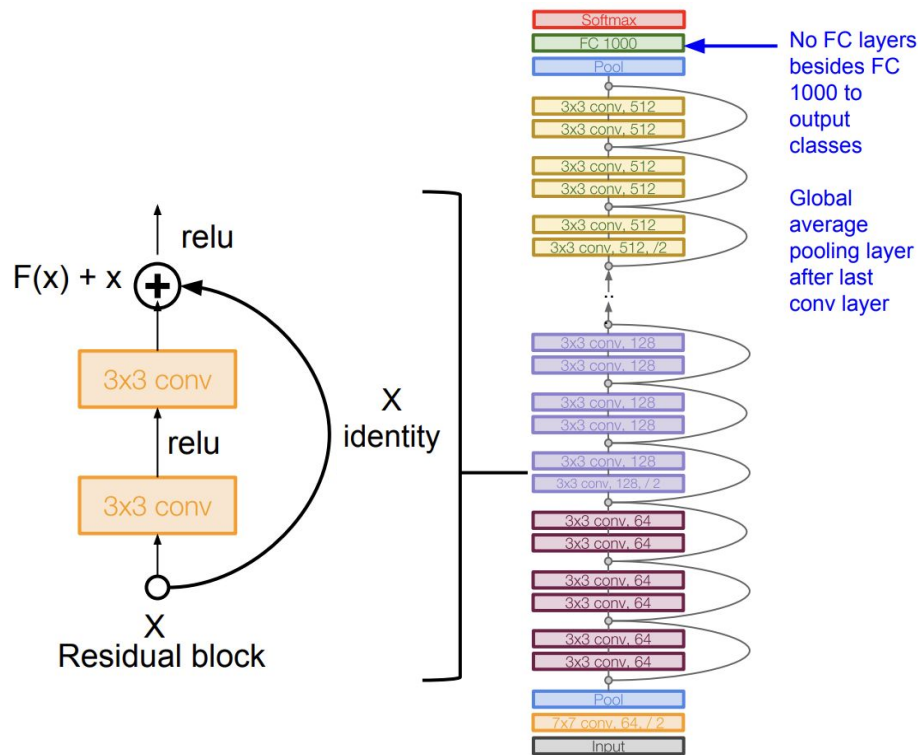 relu
F(x) + x
+
3x3 conv
relu
3x3 conv
X
identity
X
Residual block
Softmax
FC 1000
Pool
3x3 conv, 512
3x3 conv, 512
3x3 conv, 512
3x3 conv, 512
3x3 conv, 512
3x3 conv, 512, /2
..
.
3x3 conv, 128
3x3 conv, 128
3x3 conv, 128
3x3 conv, 128
3x3 conv, 128
3x3 conv, 128, / 2
3x3 conv, 64
3x3 conv, 64
3x3 conv, 64
3x3 conv, 64
3x3 conv, 64
3x3 conv, 64
Pool
7x7 conv, 64, / 2
Input
No FC layers
besides FC
1000 to
output
classes
Global
average
pooling layer
after last
conv layer